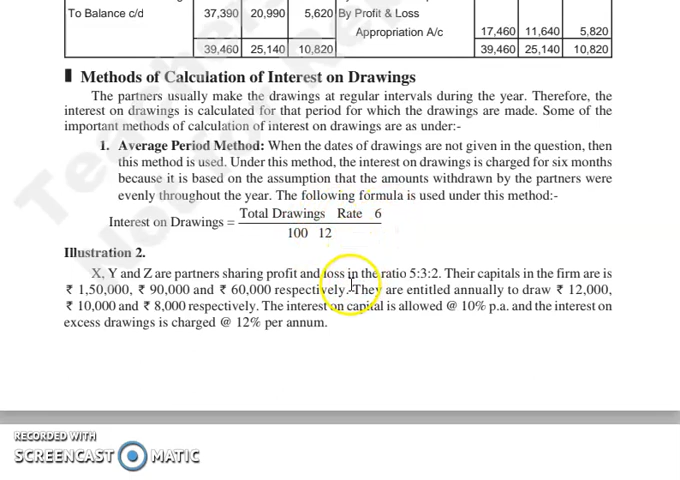 To Balance c/d 37,390 20,990 5,620 By Profit & Loss
Appropriation A/c 17,460 11,640 5,820
39,460 25,140 10,820 39,460 25,140 10,820
Methods of Calculation of Interest on Drawings
The partners usually make the drawings at regular intervals during the year. Therefore, the
interest on drawings is calculated for that period for which the drawings are made. Some of the
important methods of calculation of interest on drawings are as under:-
1. Average Period Method: When the dates of drawings are not given in the question, then
this method is used. Under this method, the interest on drawings is charged for six months
because it is based on the assumption that the amounts withdrawn by the partners were
evenly throughout the year. The following formula is used under this method:-
Interest on Drawings = Total Drawings Rate 6
100 12
Illustration 2.
X, Y and Z are partners sharing profit and loss in the ratio 5:3:2. Their capitals in the firm are is
₹ 1,50,000, ₹ 90,000 and ₹ 60,000 respectively. They are entitled annually to draw ₹ 12,000,
₹ 10,000 and ₹ 8,000 respectively. The interest on capital is allowed @ 10% p.a. and the interest on
excess drawings is charged @ 12% per annum.
RECORDED WITH
SCREENCAST MATIC